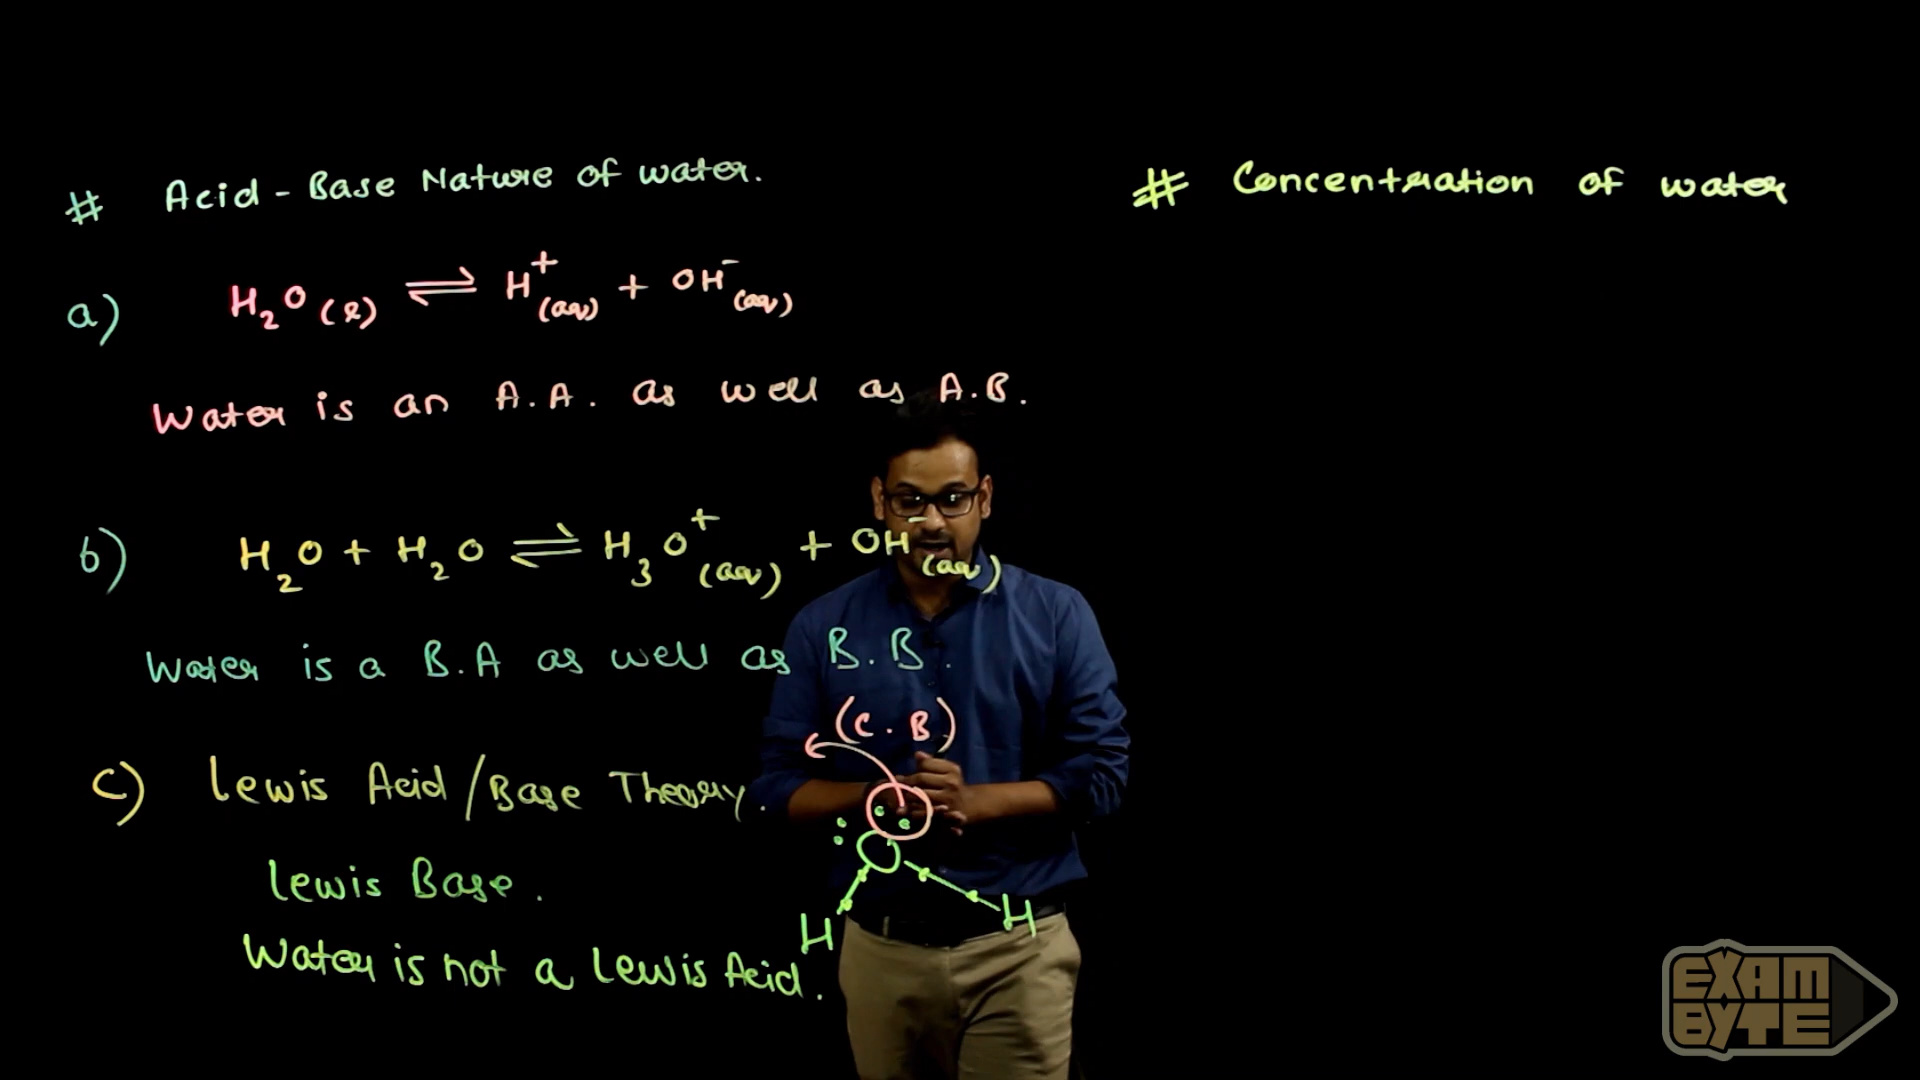 # Acid - Base Nature of water.
a) H₂O (l) ⇌ H⁺(aq) + OH⁻(aq)
Water is an A.A. as well as A.B.
b) H₂O + H₂O ⇌ H₃O⁺(aq) + OH⁻(aq)
Water is a B.A as well as B.B.
(C.B)
c) Lewis Acid/Base Theory.
O
Lewis Base.
H H
Water is not a Lewis Acid.
# Concentration of water
EXAM
BYTE